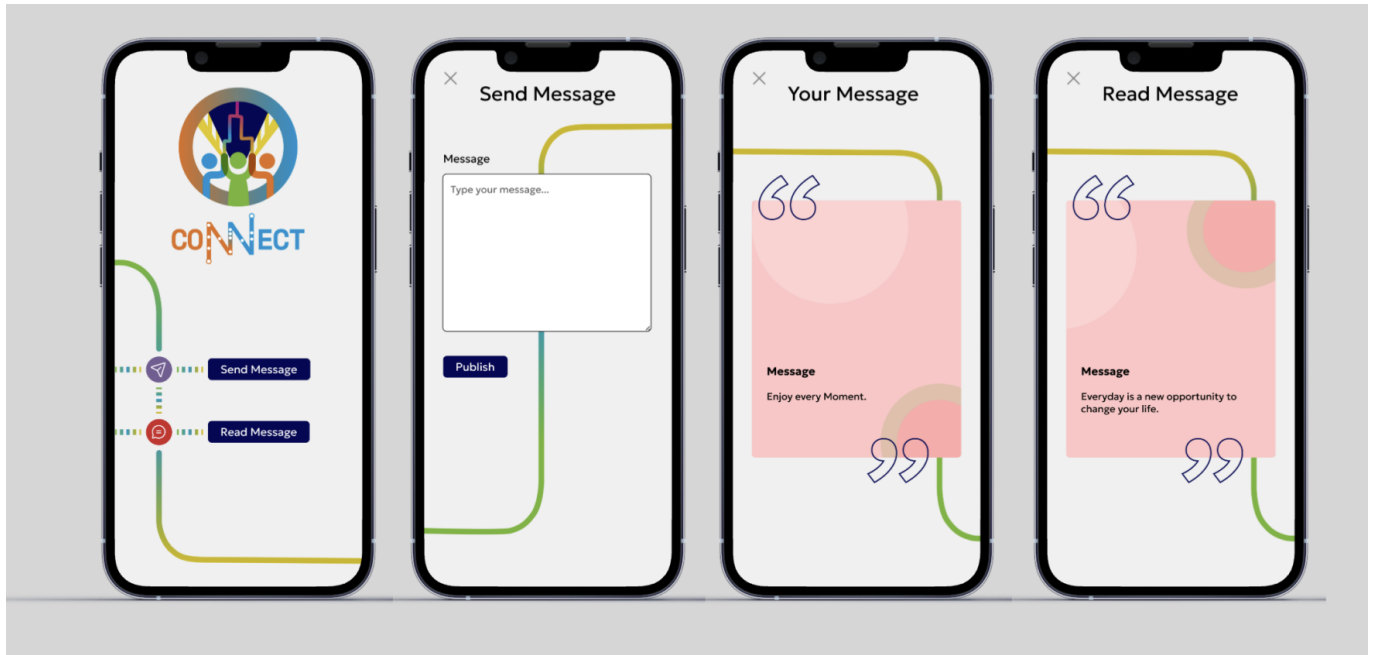 CONNECT
Send Message
Read Message
Send Message
Message
Type your message...
Publish
Your Message
Message
Enjoy every Moment.
Read Message
Message
Everyday is a new opportunity to
change your life.